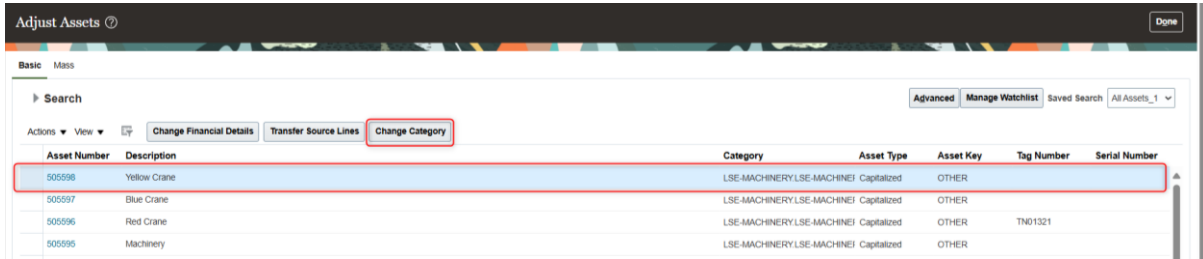 Adjust Assets
Done
Basic Mass
Search
Advanced Manage Watchlist Saved Search All Assets_1
Actions View Change Financial Details Transfer Source Lines Change Category
Asset Number Description Category Asset Type Asset Key Tag Number Serial Number
505598 Yellow Crane LSE-MACHINERY.LSE-MACHINEI Capitalized OTHER
505597 Blue Crane LSE-MACHINERY.LSE-MACHINEI Capitalized OTHER
505596 Red Crane LSE-MACHINERY.LSE-MACHINEI Capitalized OTHER TN01321
505595 Machinery LSE-MACHINERY.LSE-MACHINEI Capitalized OTHER